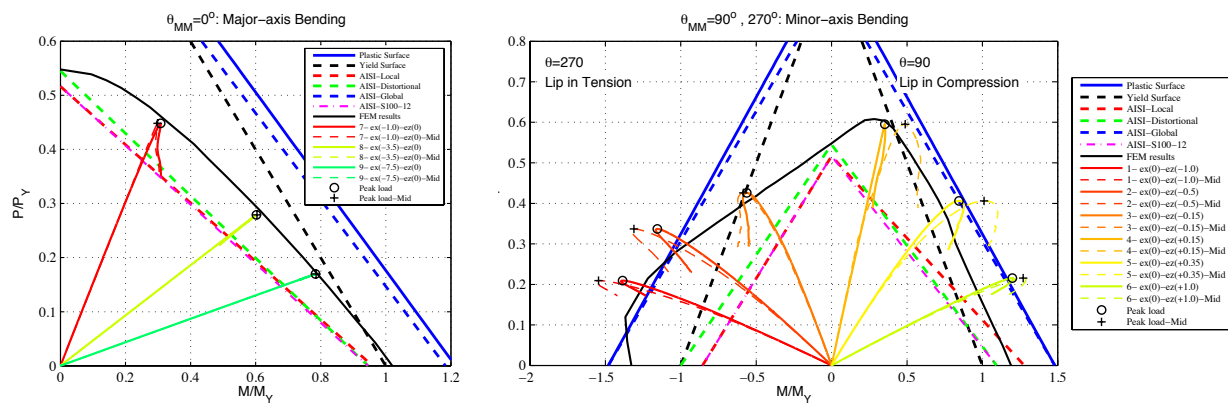 θMM=0°: Major−axis Bending
P/PY
0.6
0.5
0.4
0.3
0.2
0.1
0
0 0.2 0.4 0.6 0.8 1 1.2
M/MY
Plastic Surface
Yield Surface
AISI−Local
AISI−Distortional
AISI−Global
AISI−S100−12
FEM results
7− ex(−1.0)−ez(0)
7− ex(−1.0)−ez(0)−Mid
8− ex(−3.5)−ez(0)
8− ex(−3.5)−ez(0)−Mid
9− ex(−7.5)−ez(0)
9− ex(−7.5)−ez(0)−Mid
Peak load
Peak load−Mid
θMM=90° , 270°: Minor−axis Bending
θ=270
Lip in Tension
θ=90
Lip in Compression
0.8
0.7
0.6
0.5
0.4
0.3
0.2
0.1
0
−2 −1.5 −1 −0.5 0 0.5 1 1.5
M/MY
Plastic Surface
Yield Surface
AISI−Local
AISI−Distortional
AISI−Global
AISI−S100−12
FEM results
1− ex(0)−ez(−1.0)
1− ex(0)−ez(−1.0)−Mid
2− ex(0)−ez(−0.5)
2− ex(0)−ez(−0.5)−Mid
3− ex(0)−ez(−0.15)
3− ex(0)−ez(−0.15)−Mid
4− ex(0)−ez(+0.15)
4− ex(0)−ez(+0.15)−Mid
5− ex(0)−ez(+0.35)
5− ex(0)−ez(+0.35)−Mid
6− ex(0)−ez(+1.0)
6− ex(0)−ez(+1.0)−Mid
Peak load
Peak load−Mid